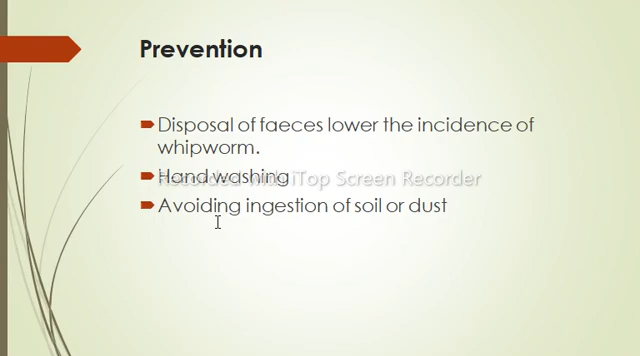 Prevention
Disposal of faeces lower the incidence of
whipworm.
Hand washing
Recorded with iTop Screen Recorder
Avoiding ingestion of soil or dust